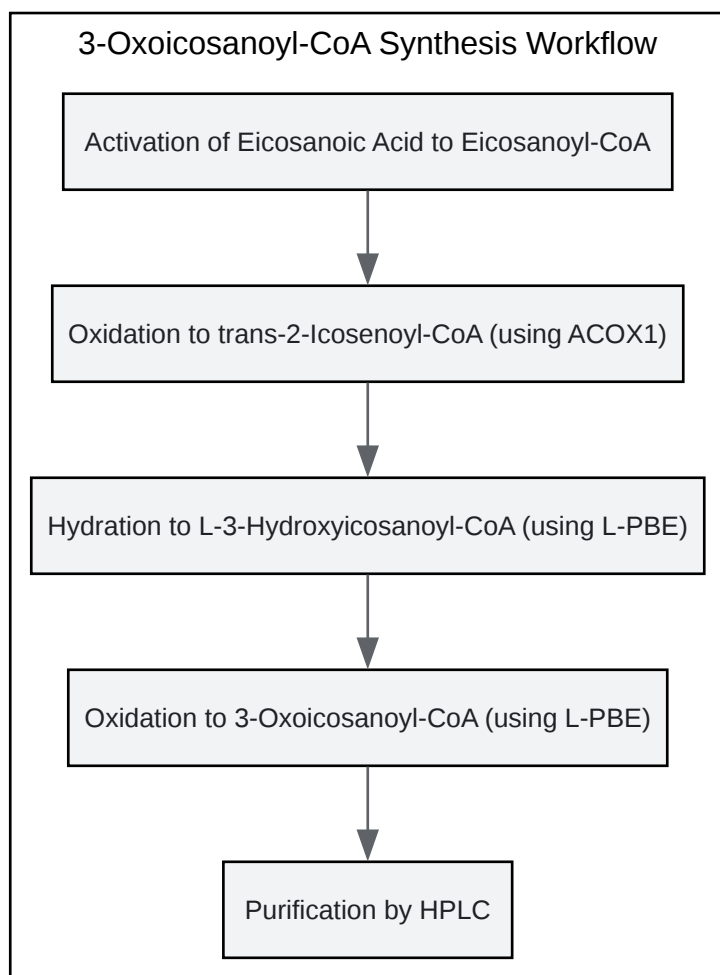 3-Oxoicosanoyl-CoA Synthesis Workflow
Activation of Eicosanoic Acid to Eicosanoyl-CoA
Oxidation to trans-2-Icosenoyl-CoA (using ACOX1)
Hydration to L-3-Hydroxyicosanoyl-CoA (using L-PBE)
Oxidation to 3-Oxoicosanoyl-CoA (using L-PBE)
Purification by HPLC